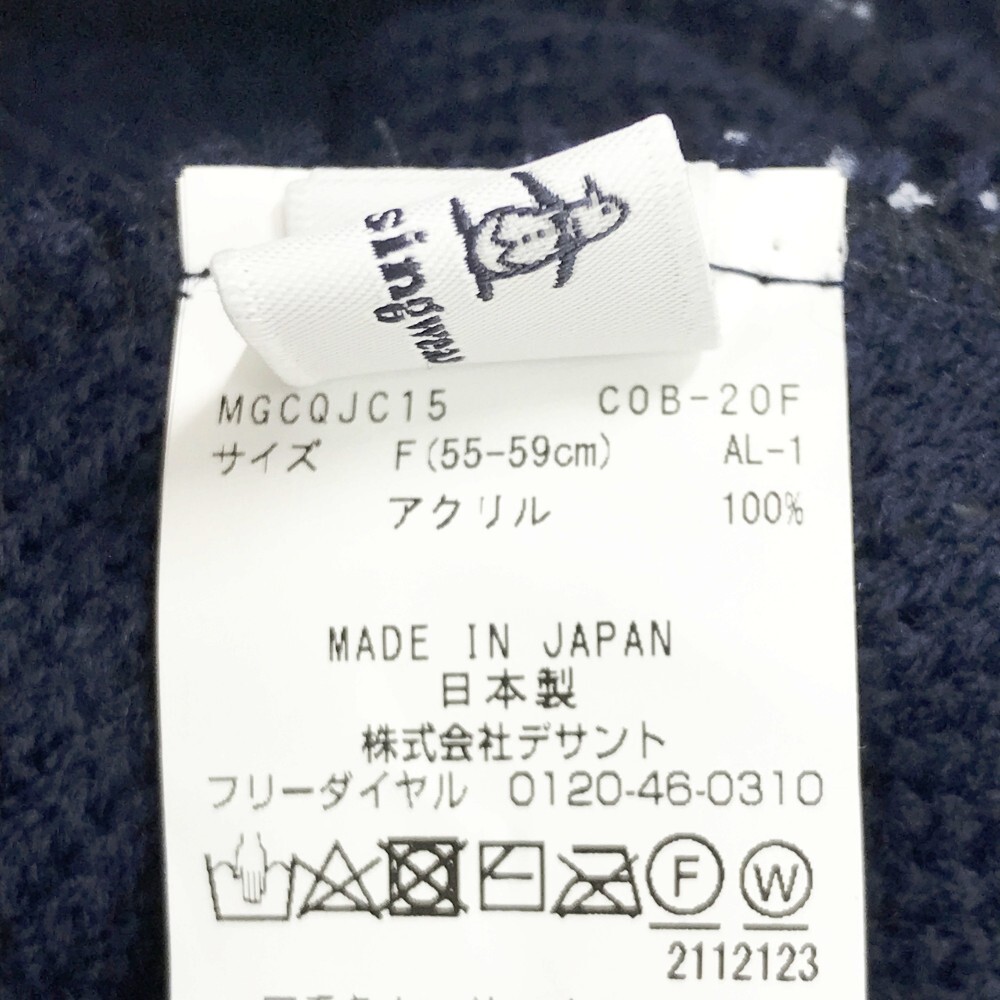 singwea
MGCQJC15 COB-20F
サイズ F(55-59cm) AL-1
アクリル 100%
MADE IN JAPAN
日本製
株式会社デサント
フリーダイヤル 0120-46-0310
F W
2112123